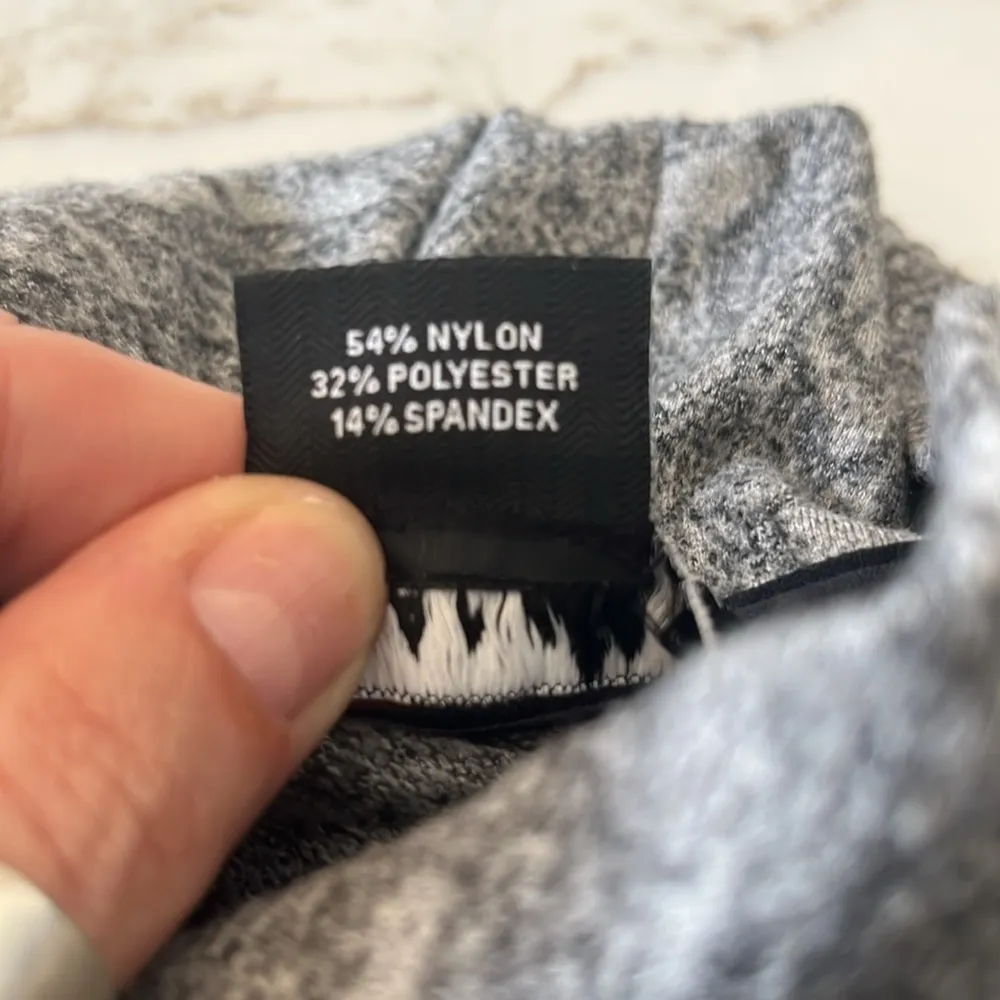 54% NYLON
32% POLYESTER
14% SPANDEX